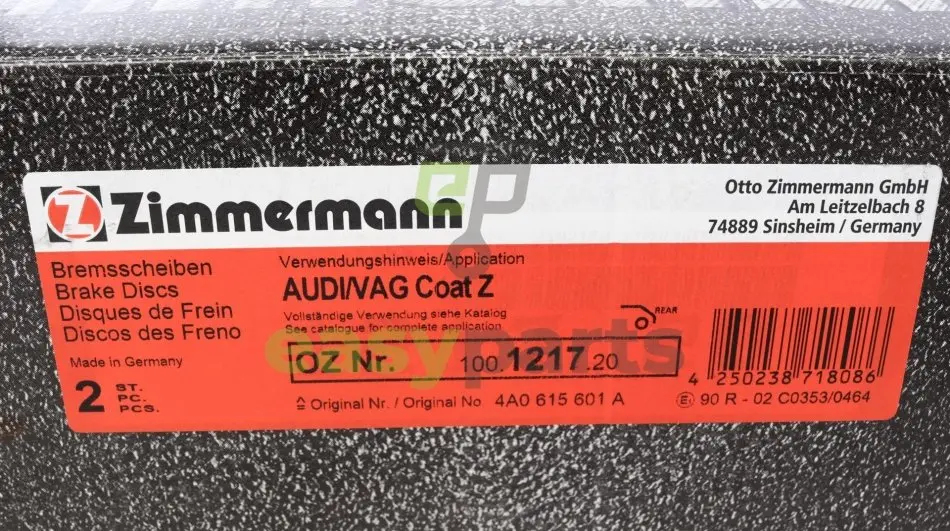 Z Zimmermann
Otto Zimmermann GmbH
Am Leitzelbach 8
74889 Sinsheim / Germany
Bremsscheiben
Brake Discs
Disques de Frein
Discos des Freno
Made in Germany
2 ST.
PC.
PCS.
Verwendungshinweis/Application
AUDI/VAG Coat Z
Vollständige Verwendung siehe Katalog
See catalogue for complete application
REAR
OZ Nr. 100.1217.20
≙ Original Nr. / Original No. 4A0 615 601 A
4 250238 718086
E1 90 R - 02 C0353/0464
ep
easyparts